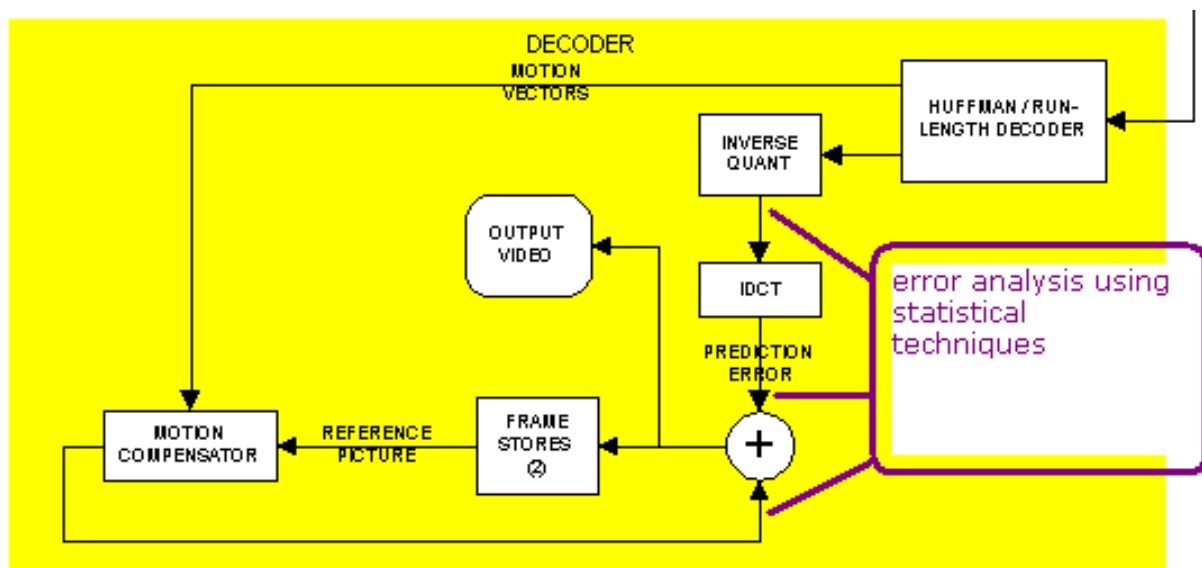 DECODER
MOTION
VECTORS
HUFFMAN / RUN-
LENGTH DECODER
INVERSE
QUANT
OUTPUT
VIDEO
IDCT
error analysis using
statistical
techniques
PREDICTION
ERROR
MOTION
COMPENSATOR
REFERENCE
PICTURE
FRAME
STORES
(2)
+